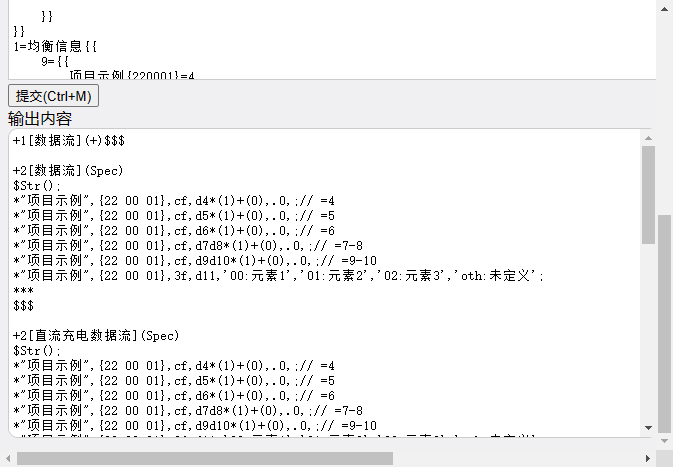 }}
}}
1=均衡信息{{
    9={{
        项目示例{220001}=4
提交(Ctrl+M)
输出内容
+1[数据流](+)$$$

+2[数据流](Spec)
$Str();
*"项目示例",{22 00 01},cf,d4*(1)+(0),.0,;// =4
*"项目示例",{22 00 01},cf,d5*(1)+(0),.0,;// =5
*"项目示例",{22 00 01},cf,d6*(1)+(0),.0,;// =6
*"项目示例",{22 00 01},cf,d7d8*(1)+(0),.0,;// =7-8
*"项目示例",{22 00 01},cf,d9d10*(1)+(0),.0,;// =9-10
*"项目示例",{22 00 01},3f,d11,'00:元素1','01:元素2','02:元素3','oth:未定义';
***
$$$

+2[直流充电数据流](Spec)
$Str();
*"项目示例",{22 00 01},cf,d4*(1)+(0),.0,;// =4
*"项目示例",{22 00 01},cf,d5*(1)+(0),.0,;// =5
*"项目示例",{22 00 01},cf,d6*(1)+(0),.0,;// =6
*"项目示例",{22 00 01},cf,d7d8*(1)+(0),.0,;// =7-8
*"项目示例",{22 00 01},cf,d9d10*(1)+(0),.0,;// =9-10